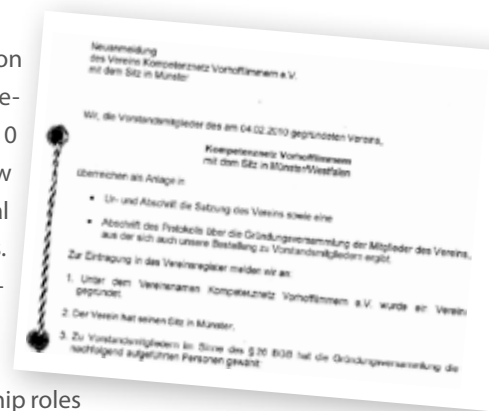 on
e-
10
w
al
s.
-
hip roles
Neuanmeldung
des Vereins Kompetenznetz Vorhofflimmern e.V.
mit dem Sitz in Münster
Wir, die Vorstandsmitglieder des am 04.02.2010 gegründeten Vereins,
Kompetenznetz Vorhofflimmern
mit dem Sitz in Münster/Westfalen
überreichen als Anlage in
• Ur- und Abschrift die Satzung des Vereins sowie eine
• Abschrift des Protokolls über die Gründungsversammlung der Mitglieder des Vereins,
aus der sich auch unsere Bestellung zu Vorstandsmitgliedern ergibt.
Zur Eintragung in das Vereinsregister melden wir an:
1. Unter dem Vereinsnamen Kompetenznetz Vorhofflimmern e.V. wurde ein Verein
gegründet.
2. Der Verein hat seinen Sitz in Münster.
3. Zu Vorstandsmitgliedern im Sinne des § 26 BGB hat die Gründungsversammlung die
nachfolgend aufgeführten Personen gewählt: